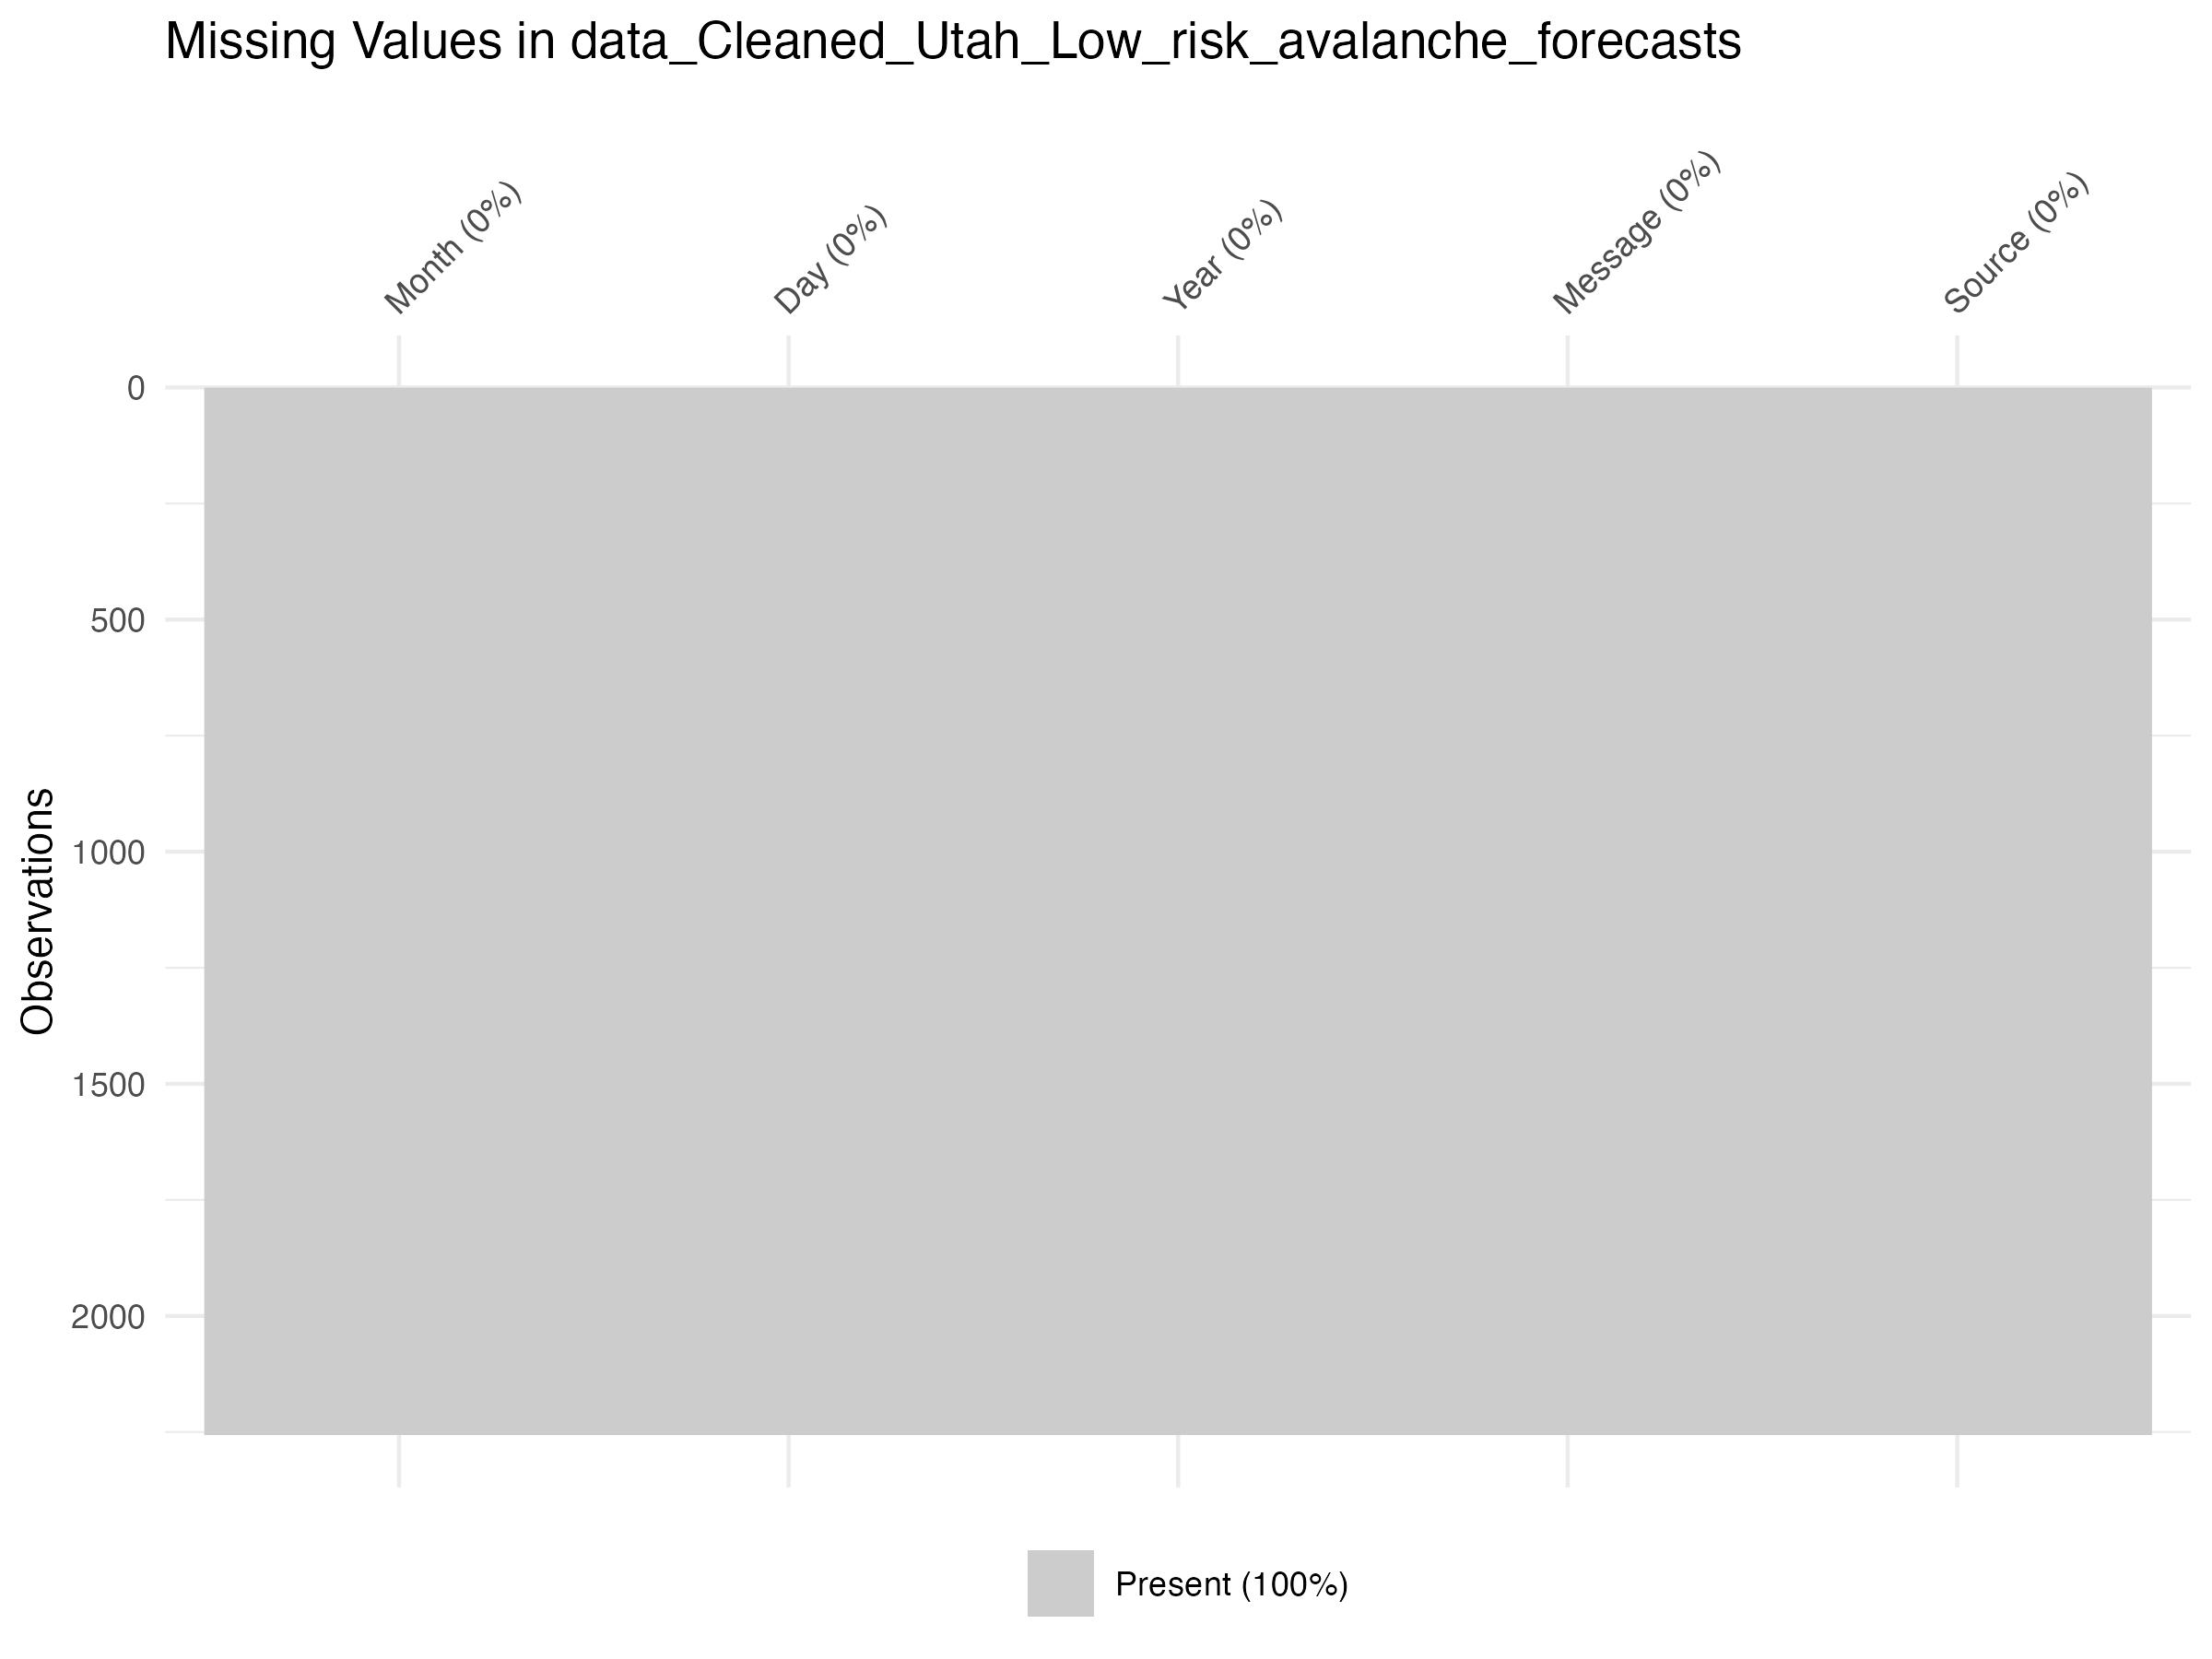 Missing Values in data_Cleaned_Utah_Low_risk_avalanche_forecasts
Month (0%)
Day (0%)
Year (0%)
Message (0%)
Source (0%)
0
500
1000
1500
2000
Observations
Present (100%)